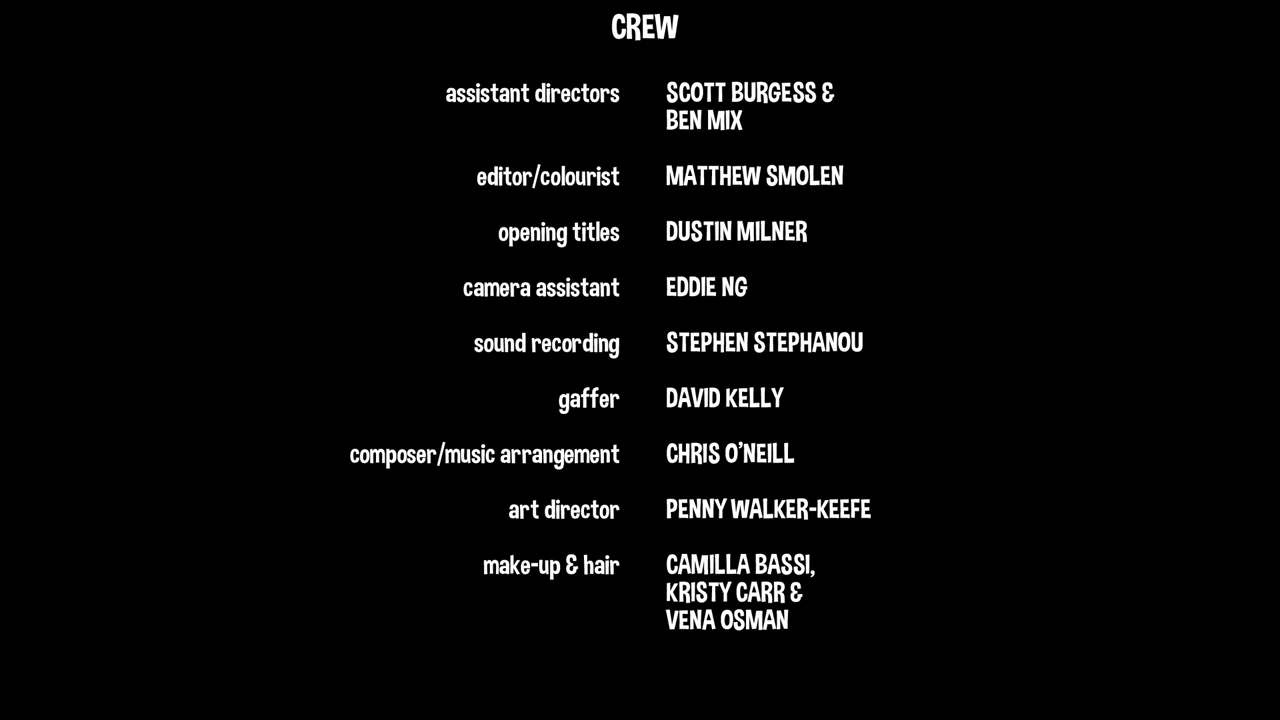 CREW
assistant directors SCOTT BURGESS &
BEN MIX
editor/colourist MATTHEW SMOLEN
opening titles DUSTIN MILNER
camera assistant EDDIE NG
sound recording STEPHEN STEPHANOU
gaffer DAVID KELLY
composer/music arrangement CHRIS O’NEILL
art director PENNY WALKER-KEEFE
make-up & hair CAMILLA BASSI,
KRISTY CARR &
VENA OSMAN